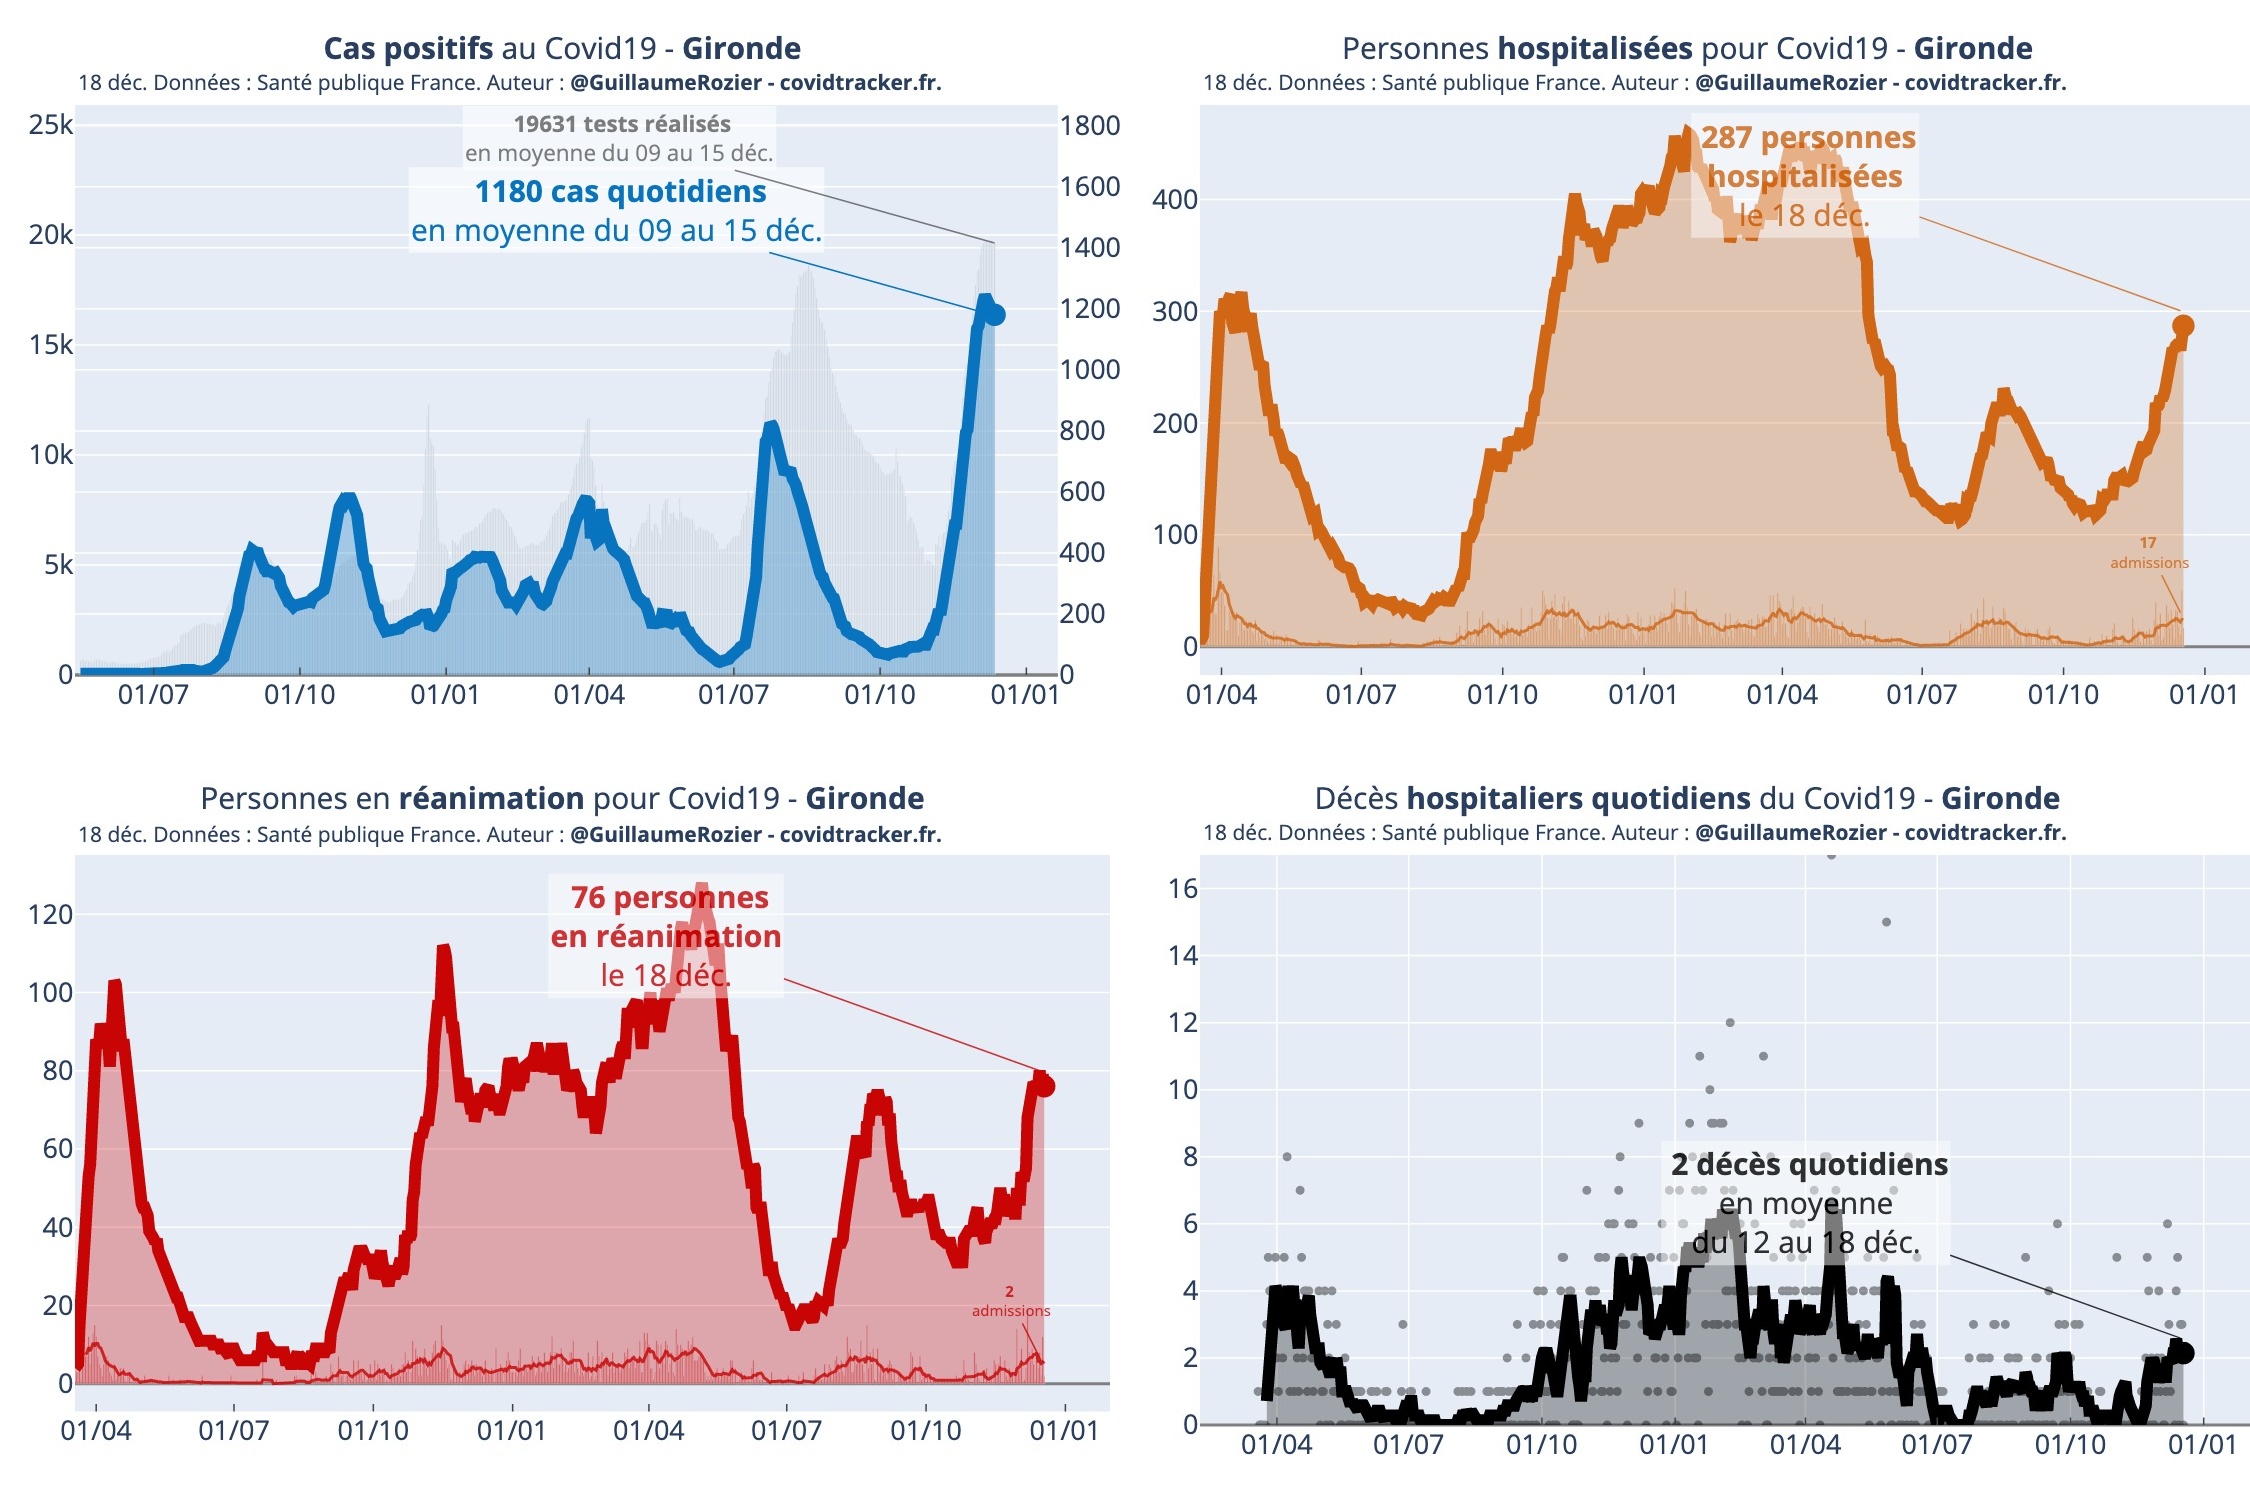 Cas positifs au Covid19 - Gironde
18 déc. Données : Santé publique France. Auteur : @GuillaumeRozier - covidtracker.fr.
19631 tests réalisés
en moyenne du 09 au 15 déc.
1180 cas quotidiens
en moyenne du 09 au 15 déc.
25k
20k
15k
10k
5k
0
1800
1600
1400
1200
1000
800
600
400
200
0
01/07 01/10 01/01 01/04 01/07 01/10 01/01
Personnes hospitalisées pour Covid19 - Gironde
18 déc. Données : Santé publique France. Auteur : @GuillaumeRozier - covidtracker.fr.
287 personnes
hospitalisées
le 18 déc.
400
300
200
100
0
17
admissions
01/04 01/07 01/10 01/01 01/04 01/07 01/10 01/01
Personnes en réanimation pour Covid19 - Gironde
18 déc. Données : Santé publique France. Auteur : @GuillaumeRozier - covidtracker.fr.
76 personnes
en réanimation
le 18 déc.
120
100
80
60
40
20
0
2
admissions
01/04 01/07 01/10 01/01 01/04 01/07 01/10 01/01
Décès hospitaliers quotidiens du Covid19 - Gironde
18 déc. Données : Santé publique France. Auteur : @GuillaumeRozier - covidtracker.fr.
2 décès quotidiens
en moyenne
du 12 au 18 déc.
16
14
12
10
8
6
4
2
0
01/04 01/07 01/10 01/01 01/04 01/07 01/10 01/01